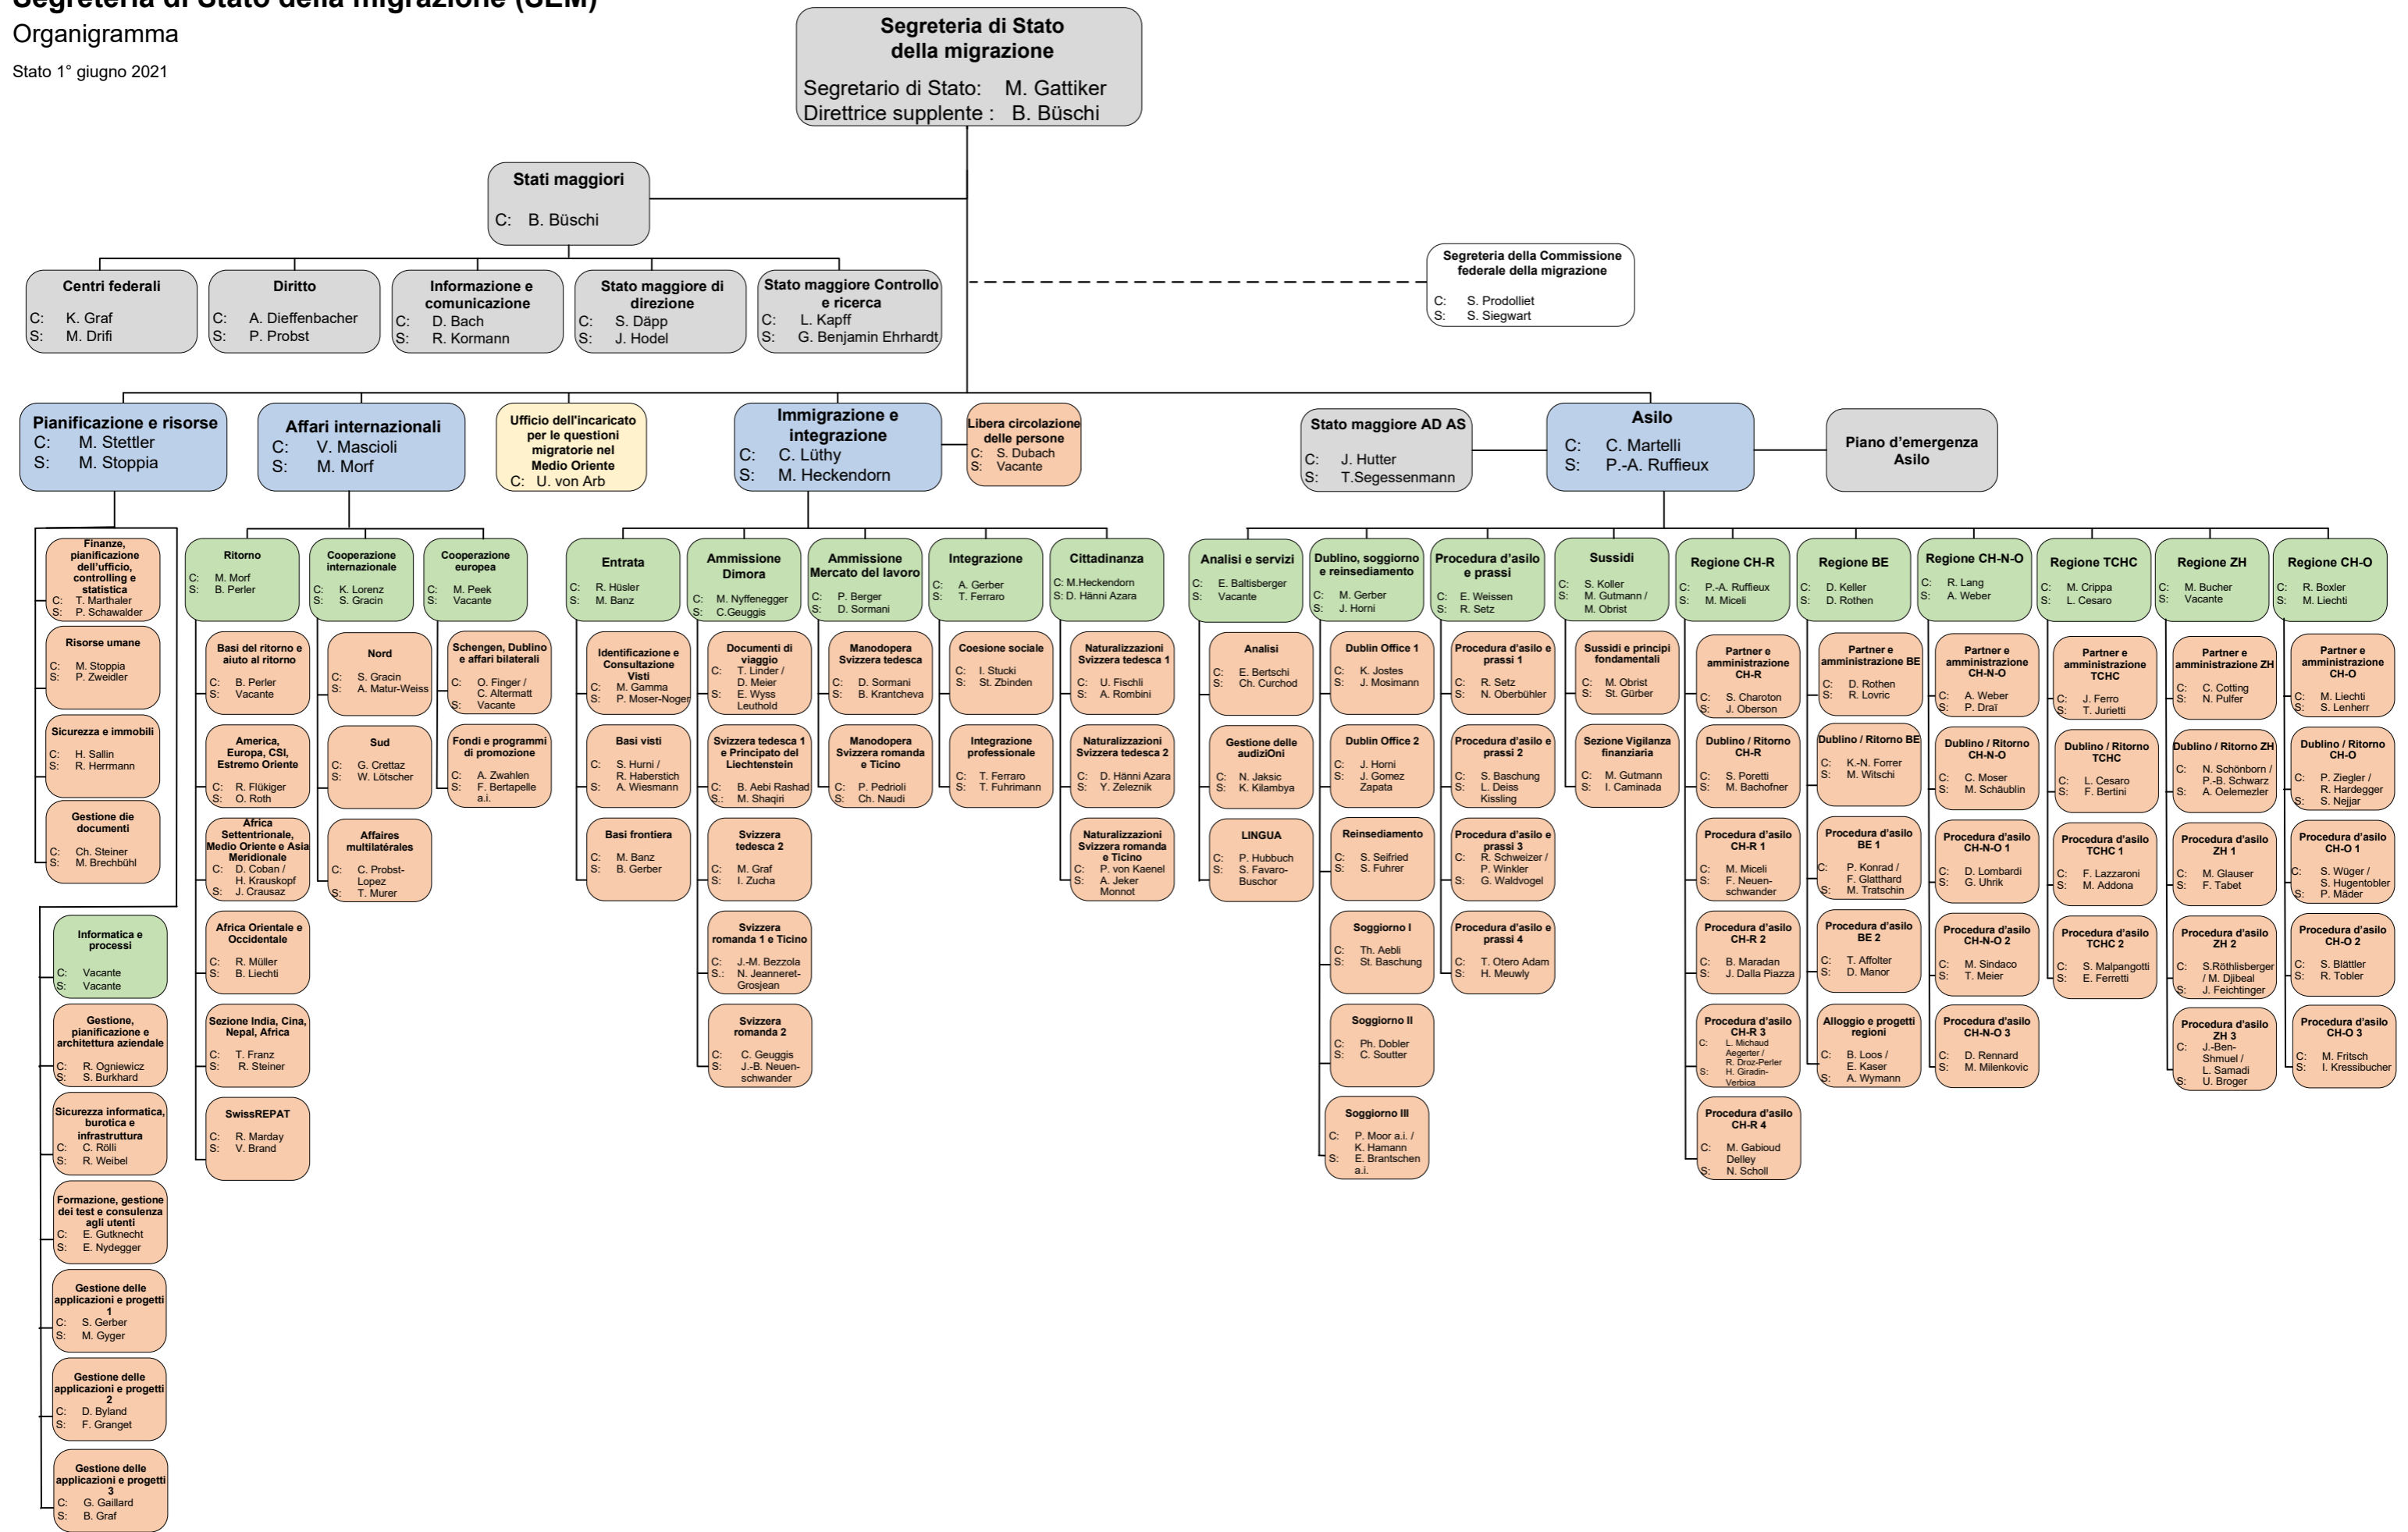 Segreteria di Stato della migrazione (SEM)
Organigramma
Stato 1° giugno 2021
Segreteria di Stato
della migrazione
Segretario di Stato: M. Gattiker
Direttrice supplente : B. Büschi
Stati maggiori
C: B. Büschi
Segreteria della Commissione
federale della migrazione
C: S. Prodolliet
S: S. Siegwart
Centri federali
C: K. Graf
S: M. Drifi
Diritto
C: A. Dieffenbacher
S: P. Probst
Informazione e
comunicazione
C: D. Bach
S: R. Kormann
Stato maggiore di
direzione
C: S. Däpp
S: J. Hodel
Stato maggiore Controllo
e ricerca
C: L. Kapff
S: G. Benjamin Ehrhardt
Pianificazione e risorse
C: M. Stettler
S: M. Stoppia
Affari internazionali
C: V. Mascioli
S: M. Morf
Ufficio dell'incaricato
per le questioni
migratorie nel
Medio Oriente
C: U. von Arb
Immigrazione e
integrazione
C: C. Lüthy
S: M. Heckendorn
Libera circolazione
delle persone
C: S. Dubach
S: Vacante
Stato maggiore AD AS
C: J. Hutter
S: T.Segessenmann
Asilo
C: C. Martelli
S: P.-A. Ruffieux
Piano d'emergenza
Asilo
Finanze,
pianificazione
dell'ufficio,
controlling e
statistica
C: T. Marthaler
S: P. Schawalder
Risorse umane
C: M. Stoppia
S: P. Zweidler
Sicurezza e immobili
C: H. Sallin
S: R. Herrmann
Gestione die
documenti
C: Ch. Steiner
S: M. Brechbühl
Informatica e
processi
C: Vacante
S: Vacante
Gestione,
pianificazione e
architettura aziendale
C: R. Ogniewicz
S: S. Burkhard
Sicurezza informatica,
burotica e
infrastruttura
C: C. Rölli
S: R. Weibel
Formazione, gestione
dei test e consulenza
agli utenti
C: E. Gutknecht
S: E. Nydegger
Gestione delle
applicazioni e progetti
1
C: S. Gerber
S: M. Gyger
Gestione delle
applicazioni e progetti
2
C: D. Byland
S: F. Granget
Gestione delle
applicazioni e progetti
3
C: G. Gaillard
S: B. Graf
Ritorno
C: M. Morf
S: B. Perler
Basi del ritorno e
aiuto al ritorno
C: B. Perler
S: Vacante
America,
Europa, CSI,
Estremo Oriente
C: R. Flükiger
S: O. Roth
Africa
Settentrionale,
Medio Oriente e Asia
Meridionale
C: D. Coban /
H. Krauskopf
S: J. Crausaz
Africa Orientale e
Occidentale
C: R. Müller
S: B. Liechti
Sezione India, Cina,
Nepal, Africa
C: T. Franz
S: R. Steiner
SwissREPAT
C: R. Marday
S: V. Brand
Cooperazione
internazionale
C: K. Lorenz
S: S. Gracin
Nord
C: S. Gracin
S: A. Matur-Weiss
Sud
C: G. Crettaz
S: W. Lötscher
Affaires
multilatérales
C: C. Probst-
Lopez
S: T. Murer
Cooperazione
europea
C: M. Peek
S: Vacante
Schengen, Dublino
e affari bilaterali
C: O. Finger /
C. Altermatt
S: Vacante
Fondi e programmi
di promozione
C: A. Zwahlen
S: F. Bertapelle
a.i.
Entrata
C: R. Hüsler
S: M. Banz
Identificazione e
Consultazione
Visti
C: M. Gamma
S: P. Moser-Noger
Basi visti
C: S. Hurni /
R. Haberstich
S: A. Wiesmann
Basi frontiera
C: M. Banz
S: B. Gerber
Ammissione
Dimora
C: M. Nyffenegger
S: C.Geuggis
Documenti di
viaggio
C: T. Linder /
D. Meier
S: E. Wyss
Leuthold
Svizzera tedesca 1
e Principato del
Liechtenstein
C: B. Aebi Rashad
S.: M. Shaqiri
Svizzera
tedesca 2
C: M. Graf
S: I. Zucha
Svizzera
romanda 1 e Ticino
C: J.-M. Bezzola
S.: N. Jeanneret-
Grosjean
Svizzera
romanda 2
C: C. Geuggis
S: J.-B. Neuen-
schwander
Ammissione
Mercato del lavoro
C: P. Berger
S: D. Sormani
Manodopera
Svizzera tedesca
C: D. Sormani
S: B. Krantcheva
Manodopera
Svizzera romanda
e Ticino
C: P. Pedrioli
S: Ch. Naudi
Integrazione
C: A. Gerber
S: T. Ferraro
Coesione sociale
C: I. Stucki
S: St. Zbinden
Integrazione
professionale
C: T. Ferraro
S: T. Fuhrimann
Cittadinanza
C: M.Heckendorn
S: D. Hänni Azara
Naturalizzazioni
Svizzera tedesca 1
C: U. Fischli
S: A. Rombini
Naturalizzazioni
Svizzera tedesca 2
C: D. Hänni Azara
S: Y. Zeleznik
Naturalizzazioni
Svizzera romanda
e Ticino
C: P. von Kaenel
S: A. Jeker
Monnot
Analisi e servizi
C: E. Baltisberger
S: Vacante
Analisi
C: E. Bertschi
S: Ch. Curchod
Gestione delle
audiziOni
C: N. Jaksic
S: K. Kilambya
LINGUA
C: P. Hubbuch
S: S. Favaro-
Buschor
Dublino, soggiorno
e reinsediamento
C: M. Gerber
S: J. Horni
Dublin Office 1
C: K. Jostes
S: J. Mosimann
Dublin Office 2
C: J. Horni
S: J. Gomez
Zapata
Reinsediamento
C: S. Seifried
S: S. Fuhrer
Soggiorno I
C: Th. Aebli
S: St. Baschung
Soggiorno II
C: Ph. Dobler
S: C. Soutter
Soggiorno III
C: P. Moor a.i. /
K. Hamann
S: E. Brantschen
a.i.
Procedura d'asilo
e prassi
C: E. Weissen
S: R. Setz
Procedura d'asilo e
prassi 1
C: R. Setz
S: N. Oberbühler
Procedura d'asilo e
prassi 2
C: S. Baschung
S: L. Deiss
Kissling
Procedura d'asilo e
prassi 3
C: R. Schweizer /
P. Winkler
S: G. Waldvogel
Procedura d'asilo e
prassi 4
C: T. Otero Adam
S: H. Meuwly
Sussidi
C: S. Koller
S: M. Gutmann /
M. Obrist
Sussidi e principi
fondamentali
C: M. Obrist
S: St. Gürber
Sezione Vigilanza
finanziaria
C: M. Gutmann
S: I. Caminada
Regione CH-R
C: P.-A. Ruffieux
S: M. Miceli
Partner e
amministrazione
CH-R
C: S. Charoton
S: J. Oberson
Dublino / Ritorno
CH-R
C: S. Poretti
S: M. Bachofner
Procedura d'asilo
CH-R 1
C: M. Miceli
S: F. Neuen-
schwander
Procedura d'asilo
CH-R 2
C: B. Maradan
S: J. Dalla Piazza
Procedura d'asilo
CH-R 3
C: L. Michaud
Aegerter /
R. Droz-Perler
S: H. Giradin-
Verbica
Procedura d'asilo
CH-R 4
C: M. Gabioud
Delley
S: N. Scholl
Regione BE
C: D. Keller
S: D. Rothen
Partner e
amministrazione BE
C: D. Rothen
S: R. Lovric
Dublino / Ritorno BE
C: K.-N. Forrer
S: M. Witschi
Procedura d'asilo
BE 1
C: P. Konrad /
F. Glatthard
S: M. Tratschin
Procedura d'asilo
BE 2
C: T. Affolter
S: D. Manor
Alloggio e progetti
regioni
C: B. Loos /
E. Kaser
S: A. Wymann
Regione CH-N-O
C: R. Lang
S: A. Weber
Partner e
amministrazione
CH-N-O
C: A. Weber
S: P. Draï
Dublino / Ritorno
CH-N-O
C: C. Moser
S: M. Schäublin
Procedura d'asilo
CH-N-O 1
C: D. Lombardi
S: G. Uhrik
Procedura d'asilo
CH-N-O 2
C: M. Sindaco
S: T. Meier
Procedura d'asilo
CH-N-O 3
C: D. Rennard
S: M. Milenkovic
Regione TCHC
C: M. Crippa
S: L. Cesaro
Partner e
amministrazione
TCHC
C: J. Ferro
S: T. Jurietti
Dublino / Ritorno
TCHC
C: L. Cesaro
S: F. Bertini
Procedura d'asilo
TCHC 1
C: F. Lazzaroni
S: M. Addona
Procedura d'asilo
TCHC 2
C: S. Malpangotti
S: E. Ferretti
Regione ZH
C: M. Bucher
S: Vacante
Partner e
amministrazione ZH
C: C. Cotting
S: N. Pulfer
Dublino / Ritorno ZH
C: N. Schönborn /
P.-B. Schwarz
S: A. Oelemezler
Procedura d'asilo
ZH 1
C: M. Glauser
S: F. Tabet
Procedura d'asilo
ZH 2
C: S.Röthlisberger
/ M. Djibeal
S: J. Feichtinger
Procedura d'asilo
ZH 3
C: J.-Ben-
Shmuel /
L. Samadi
S: U. Broger
Regione CH-O
C: R. Boxler
S: M. Liechti
Partner e
amministrazione
CH-O
C: M. Liechti
S: S. Lenherr
Dublino / Ritorno
CH-O
C: P. Ziegler /
R. Hardegger
S: S. Nejjar
Procedura d'asilo
CH-O 1
C: S. Wüger /
S. Hugentobler
S: P. Mäder
Procedura d'asilo
CH-O 2
C: S. Blättler
S: R. Tobler
Procedura d'asilo
CH-O 3
C: M. Fritsch
S: I. Kressibucher